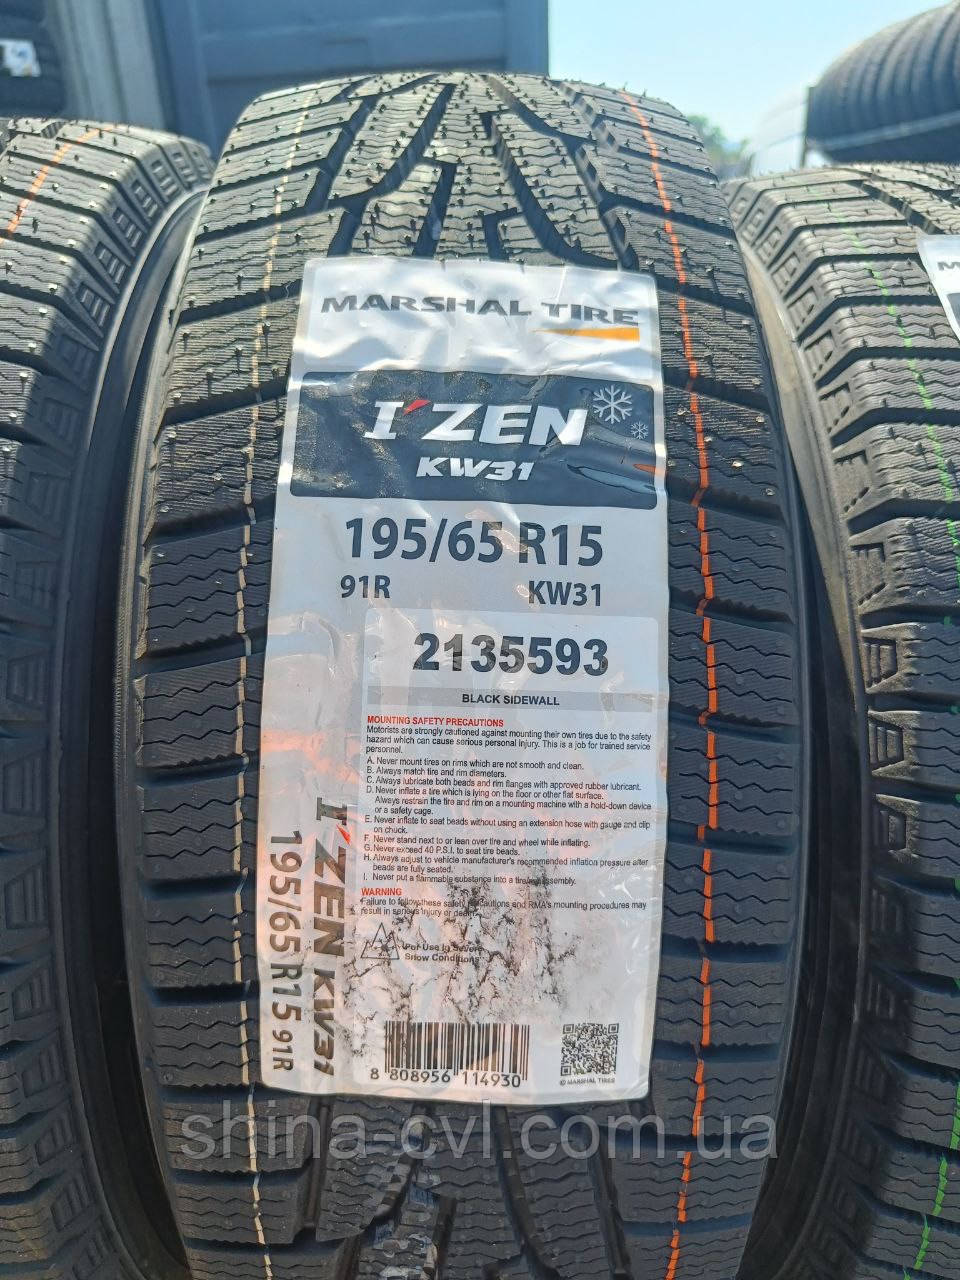 MARSHAL TIRE
I'ZEN
KW31
195/65 R15
91R KW31
2135593
BLACK SIDEWALL
MOUNTING SAFETY PRECAUTIONS
Motorists are strongly cautioned against mounting their own tires due to the safety
hazard which can cause serious personal injury. This is a job for trained service
personnel.
A. Never mount tires on rims which are not smooth and clean.
B. Always match tire and rim diameters.
C. Always lubricate both beads and rim flanges with approved rubber lubricant.
D. Never inflate a tire which is lying on the floor or other flat surface.
Always restrain the tire and rim on a mounting machine with a hold-down device
or a safety cage.
E. Never inflate to seat beads without using an extension hose with gauge and clip
on chuck.
F. Never stand next to or lean over tire and wheel while inflating.
G. Never exceed 40 P.S.I. to seat tire beads.
H. Always adjust to vehicle manufacturer's recommended inflation pressure after
beads are fully seated.
I. Never put a flammable substance into a tire/rim assembly.
WARNING
Failure to follow these safety precautions and RMA's mounting procedures may
result in serious injury or death.
For Use In Severe
Snow Conditions
8 808956 114930
© MARSHAL TIRES
I'ZEN KW31
195/65 R15 91R
shina-cvl.com.ua